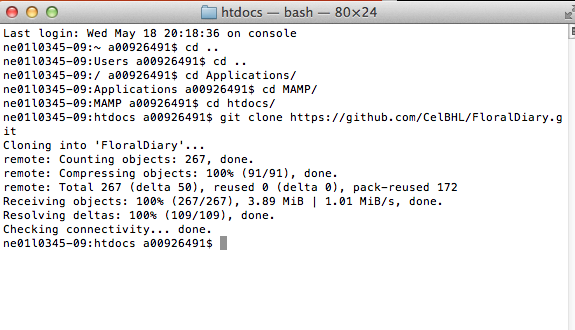 htdocs — bash — 80×24
Last login: Wed May 18 20:18:36 on console
ne01l0345-09:~ a00926491$ cd ..
ne01l0345-09:Users a00926491$ cd ..
ne01l0345-09:/ a00926491$ cd Applications/
ne01l0345-09:Applications a00926491$ cd MAMP/
ne01l0345-09:MAMP a00926491$ cd htdocs/
ne01l0345-09:htdocs a00926491$ git clone https://github.com/CelBHL/FloralDiary.g
it
Cloning into 'FloralDiary'...
remote: Counting objects: 267, done.
remote: Compressing objects: 100% (91/91), done.
remote: Total 267 (delta 50), reused 0 (delta 0), pack-reused 172
Receiving objects: 100% (267/267), 3.89 MiB | 1.01 MiB/s, done.
Resolving deltas: 100% (109/109), done.
Checking connectivity... done.
ne01l0345-09:htdocs a00926491$